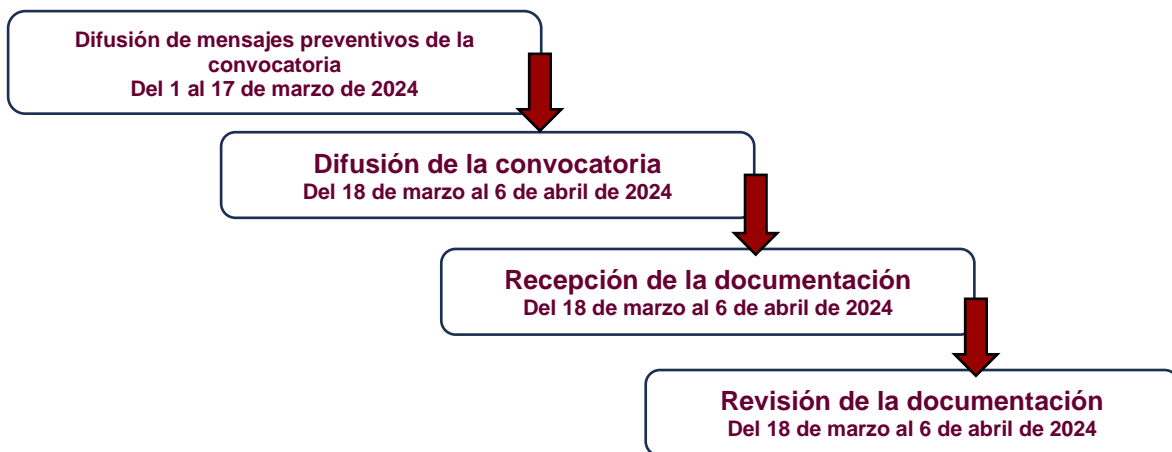 Difusión de mensajes preventivos de la
convocatoria
Del 1 al 17 de marzo de 2024
Difusión de la convocatoria
Del 18 de marzo al 6 de abril de 2024
Recepción de la documentación
Del 18 de marzo al 6 de abril de 2024
Revisión de la documentación
Del 18 de marzo al 6 de abril de 2024